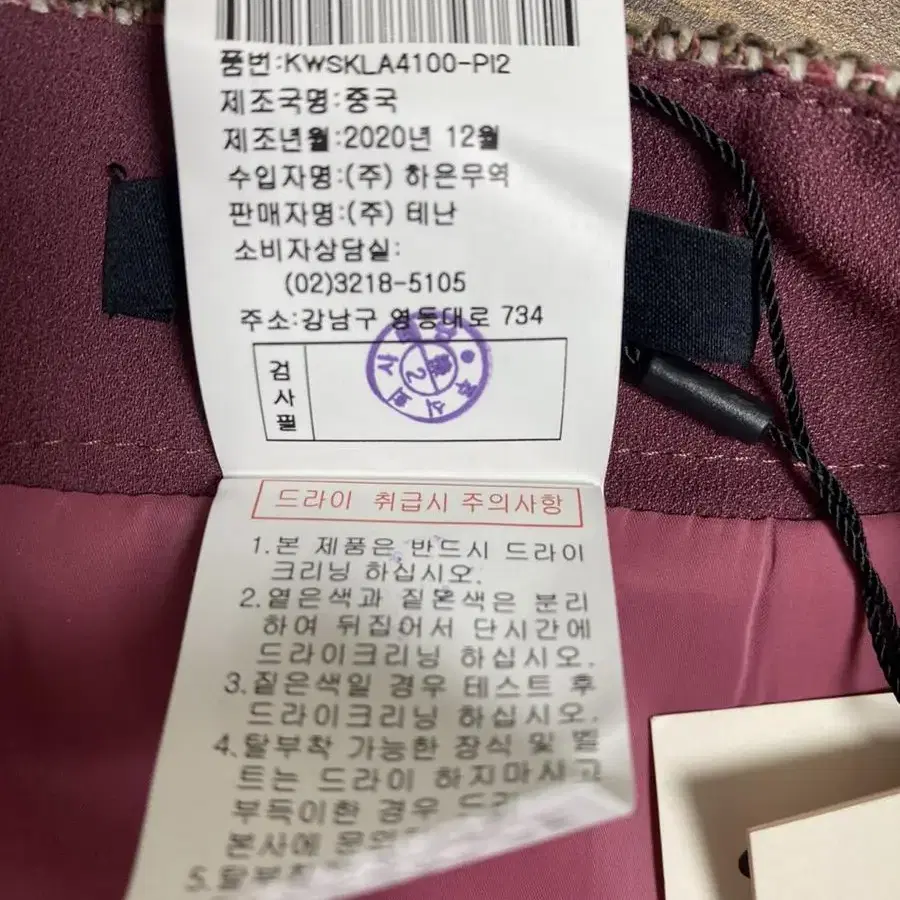 품번:KWSKLA4100-PI2
제조국명:중국
제조년월:2020년 12월
수입자명:(주) 하은무역
판매자명:(주) 테난
소비자상담실:
(02)3218-5105
주소:강남구 영동대로 734
검사필
드라이 취급시 주의사항
1.본 제품은 반드시 드라이
크리닝 하십시오.
2.옅은색과 짙은색은 분리
하여 뒤집어서 단시간에
드라이크리닝 하십시오.
3.짙은색일 경우 테스트 후
드라이크리닝 하십시오.
4.탈부착 가능한 장식 및 벨
트는 드라이 하지마시고
부득이한 경우
본사에
5.탈부착